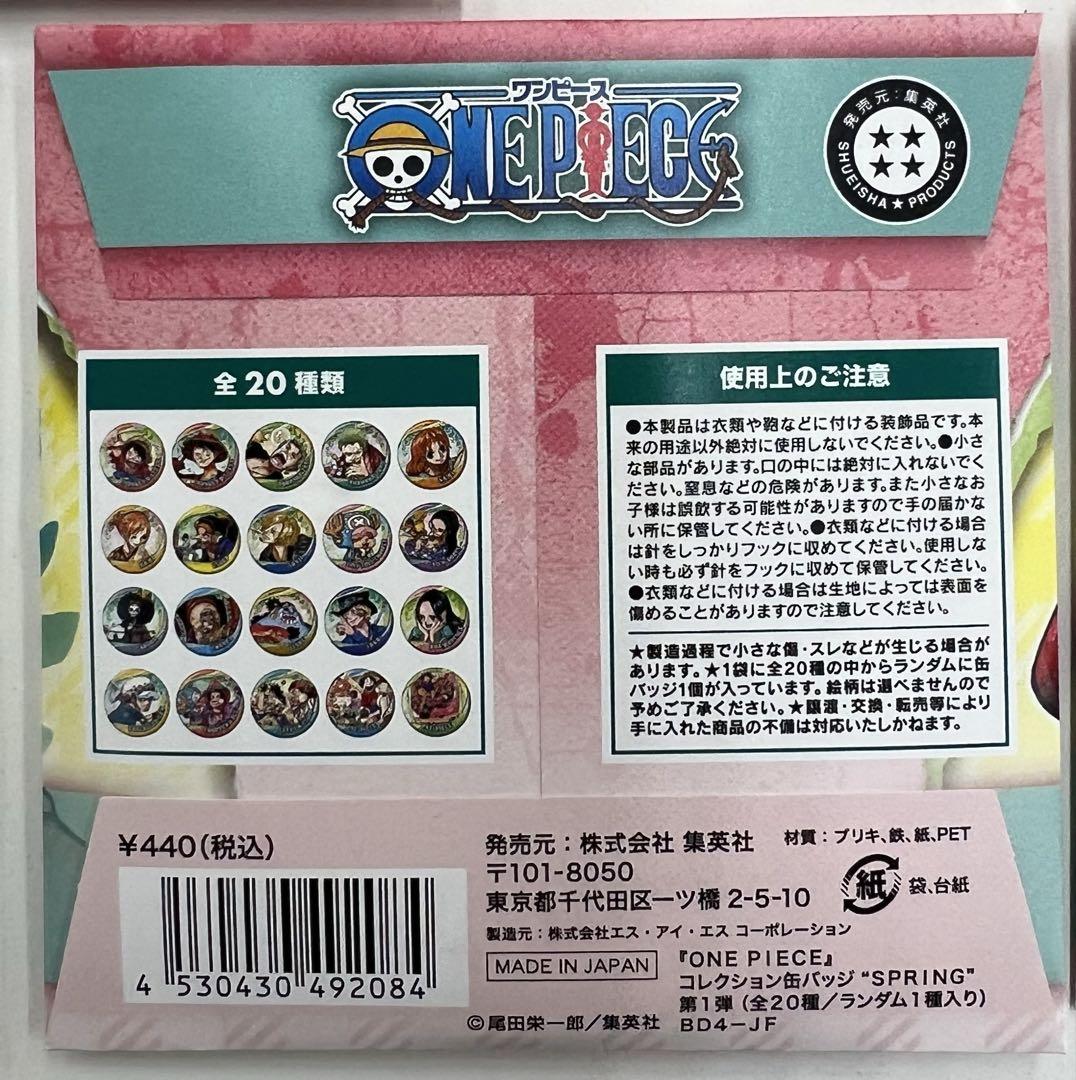 ワンピース
ONE PIECE
発売元：集英社
SHUEISHA★PRODUCTS
全20種類
使用上のご注意
●本製品は衣類や鞄などに付ける装飾品です。本
来の用途以外絶対に使用しないでください。●小さ
な部品があります。口の中には絶対に入れないでく
ださい。窒息などの危険があります。また小さなお
子様は誤飲する可能性がありますので手の届かな
い所に保管してください。●衣類などに付ける場合
は針をしっかりフックに収めてください。使用しな
い時も必ず針をフックに収めて保管してください。
●衣類などに付ける場合は生地によっては表面を
傷めることがありますので注意してください。
★製造過程で小さな傷・スレなどが生じる場合が
あります。★1袋に全20種の中からランダムに缶
バッジ1個が入っています。絵柄は選べませんので
予めご了承ください。★譲渡・交換・転売等により
手に入れた商品の不備は対応いたしかねます。
¥440(税込)
4 530430 492084
発売元：株式会社 集英社
〒101-8050
東京都千代田区一ツ橋 2-5-10
製造元：株式会社エス・アイ・エス コーポレーション
材質：ブリキ、鉄、紙、PET
紙 袋、台紙
MADE IN JAPAN
『ONE PIECE』
コレクション缶バッジ “SPRING”
第1弾（全20種／ランダム1種入り）
©尾田栄一郎／集英社
BD4-JF